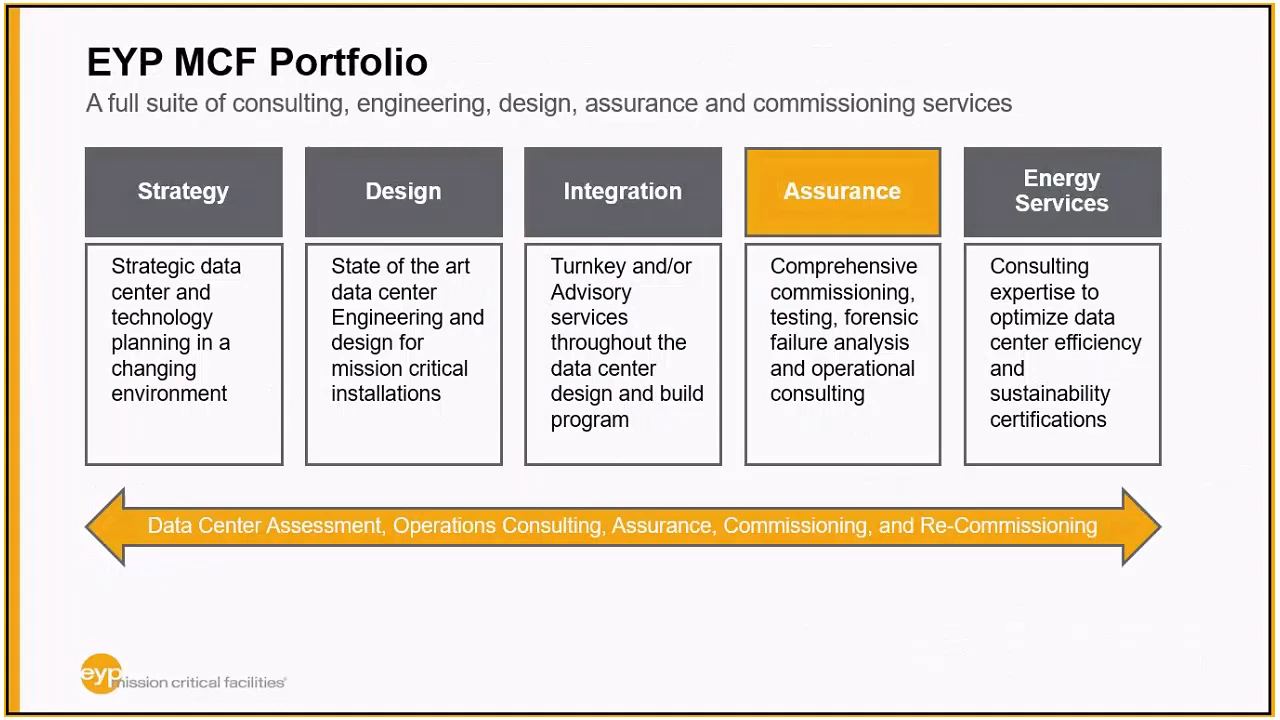 EYP MCF Portfolio
A full suite of consulting, engineering, design, assurance and commissioning services
Strategy
Strategic data
center and
technology
planning in a
changing
environment
Design
State of the art
data center
Engineering and
design for
mission critical
installations
Integration
Turnkey and/or
Advisory
services
throughout the
data center
design and build
program
Assurance
Comprehensive
commissioning,
testing, forensic
failure analysis
and operational
consulting
Energy
Services
Consulting
expertise to
optimize data
center efficiency
and
sustainability
certifications
Data Center Assessment, Operations Consulting, Assurance, Commissioning, and Re-Commissioning
eyp
mission critical facilities